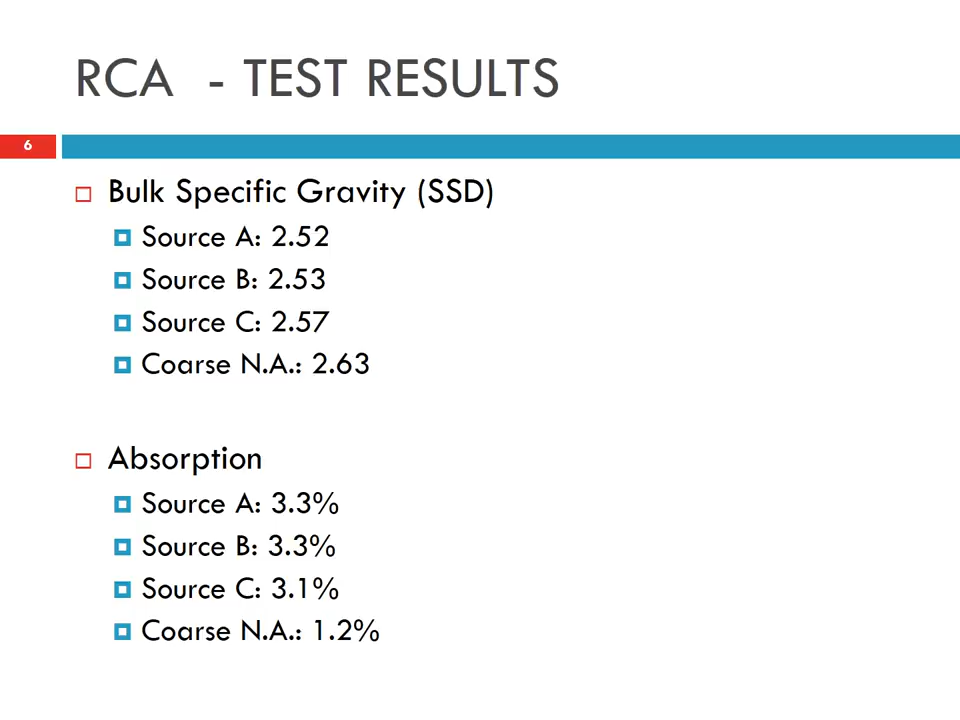 RCA - TEST RESULTS
6
Bulk Specific Gravity (SSD)
Source A: 2.52
Source B: 2.53
Source C: 2.57
Coarse N.A.: 2.63
Absorption
Source A: 3.3%
Source B: 3.3%
Source C: 3.1%
Coarse N.A.: 1.2%